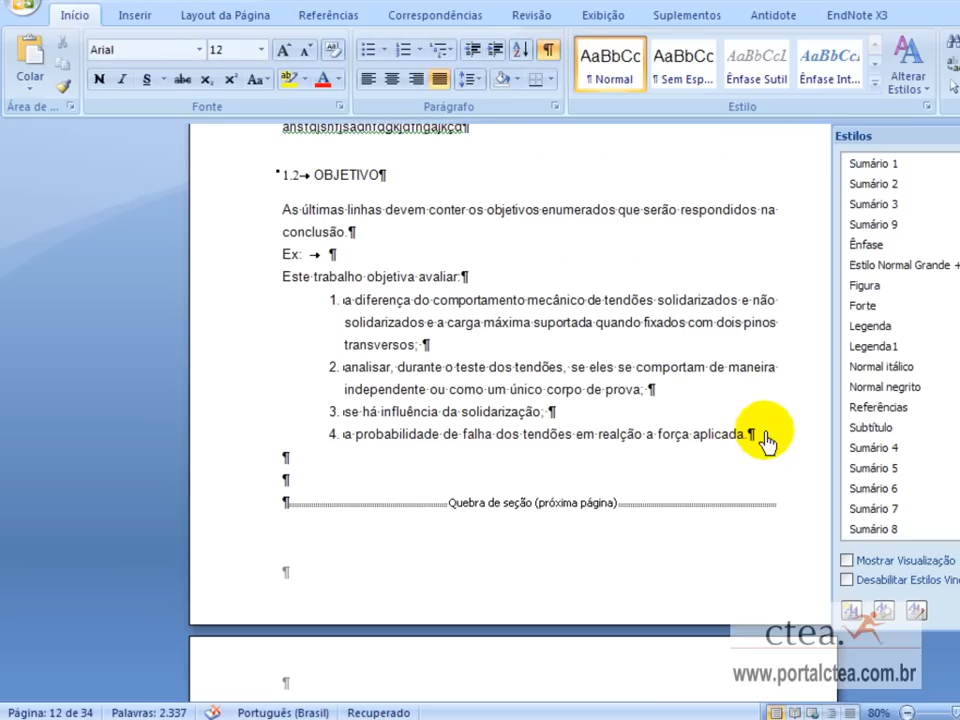 Início Inserir Layout da Página Referências Correspondências Revisão Exibição Suplementos Antidote EndNote X3
Colar
Arial 12
N I S abc x₂ x² Aa
AaBbCc AaBbCc AaBbCcI AaBbCc
¶ Normal ¶ Sem Esp... Ênfase Sutil Ênfase Int...
Alterar
Estilos
Área de ... Fonte Parágrafo Estilo
1.2→ OBJETIVO¶
As últimas linhas devem conter os objetivos enumerados que serão respondidos na
conclusão.¶
Ex: → ¶
Este trabalho objetiva avaliar:¶
1. a diferença do comportamento mecânico de tendões solidarizados e não
solidarizados e a carga máxima suportada quando fixados com dois pinos
transversos; ¶
2. analisar, durante o teste dos tendões, se eles se comportam de maneira
independente ou como um único corpo de prova; ¶
3. se há influência da solidarização; ¶
4. a probabilidade de falha dos tendões em realção a força aplicada.¶
¶
¶
¶ Quebra de seção (próxima página)
¶
¶
Estilos
Sumário 1
Sumário 2
Sumário 3
Sumário 9
Ênfase
Estilo Normal Grande +
Figura
Forte
Legenda
Legenda1
Normal itálico
Normal negrito
Referências
Subtítulo
Sumário 4
Sumário 5
Sumário 6
Sumário 7
Sumário 8
Mostrar Visualização
Desabilitar Estilos Vinc
ctea.
www.portalctea.com.br
Página: 12 de 34 Palavras: 2.337 Português (Brasil) Recuperado 80%